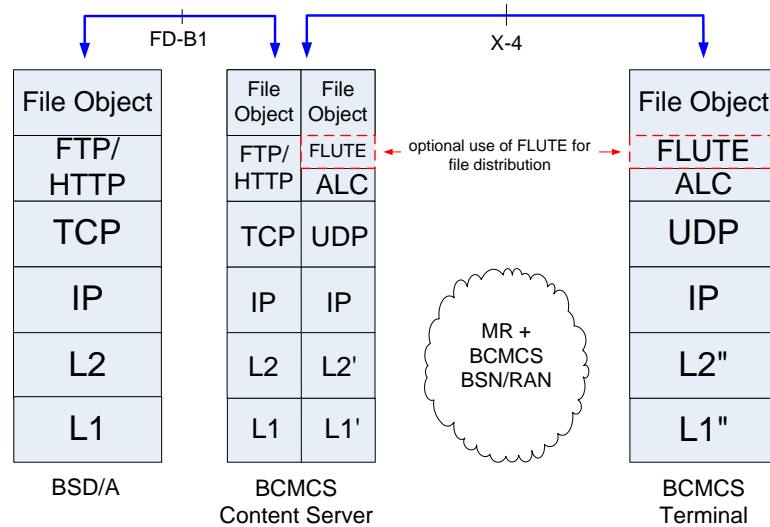 FD-B1
X-4
File Object
FTP/
HTTP
TCP
IP
L2
L1
BSD/A
File
Object
FTP/
HTTP
TCP
IP
L2
L1
File
Object
FLUTE
ALC
UDP
IP
L2'
L1'
BCMCS
Content Server
optional use of FLUTE for
file distribution
MR +
BCMCS
BSN/RAN
File Object
FLUTE
ALC
UDP
IP
L2"
L1"
BCMCS
Terminal